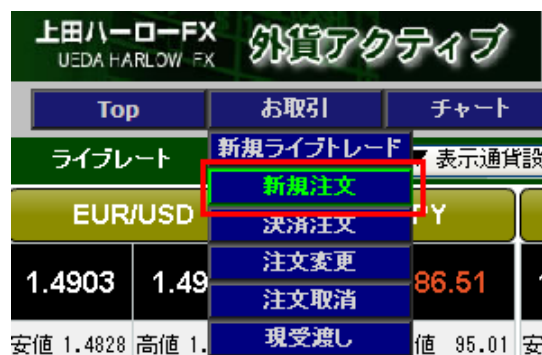 上田ハーローFX
UEDA HARLOW FX
外貨アクティブ
Top お取引 チャート
ライブレート 新規ライブトレード ▼ 表示通貨設
EUR/USD 新規注文 PY
決済注文
1.4903 1.49 注文変更 86.51
注文取消
安値 1.4828 高値 1. 現受渡し 値 95.01 安